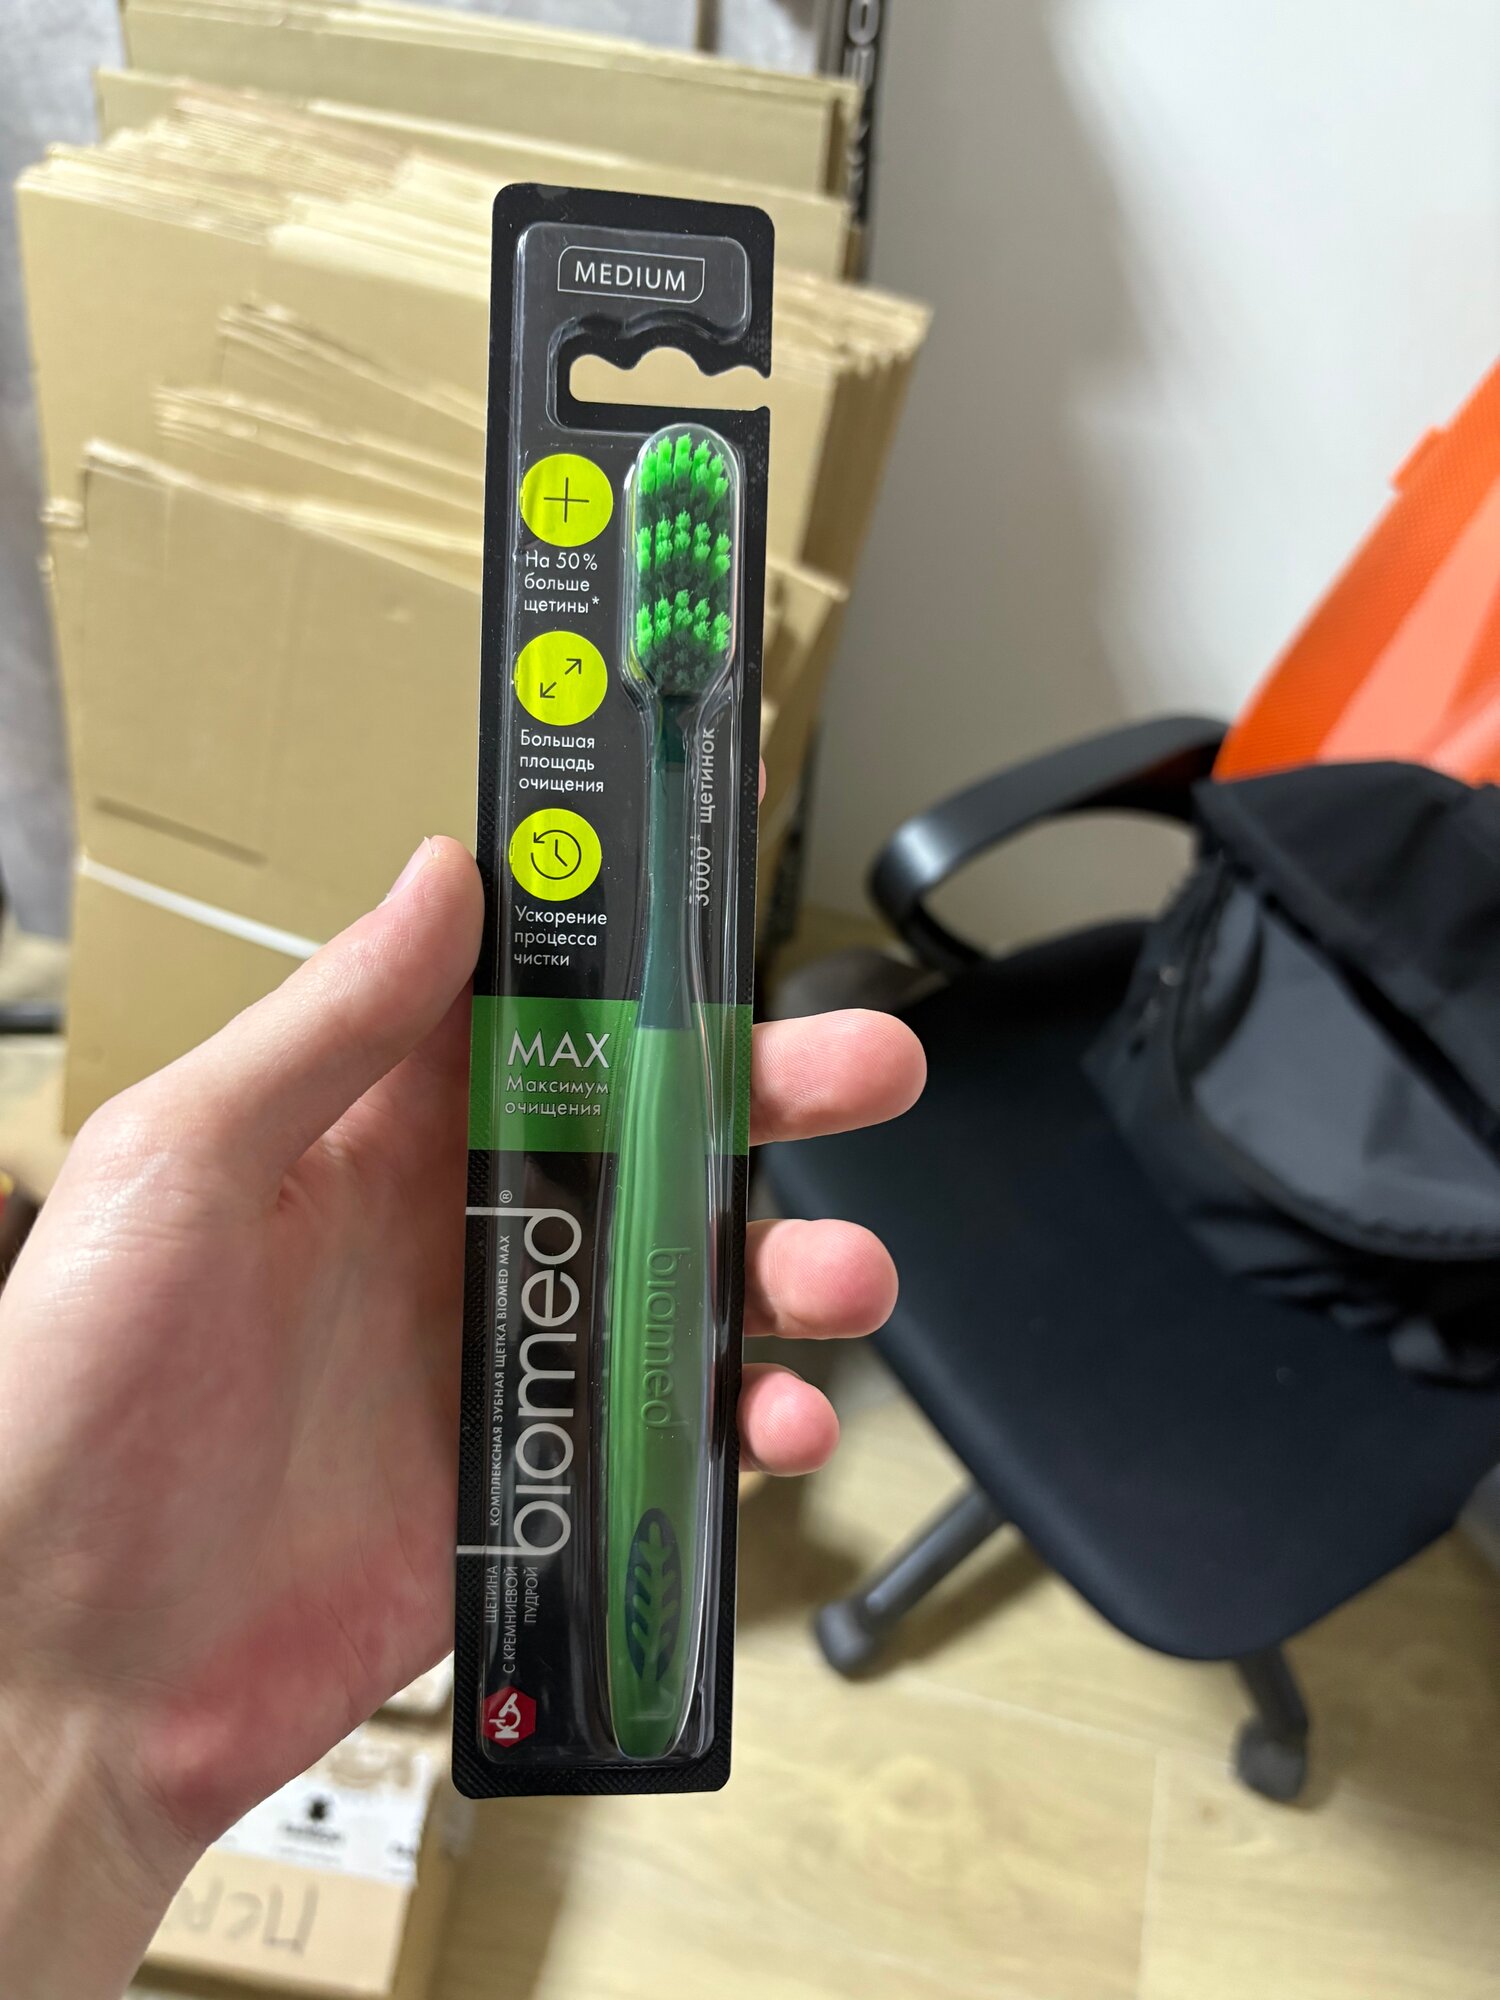 MEDIUM
На 50%
больше
щетины*
Большая
площадь
очищения
Ускорение
процесса
чистки
3000* щетинок
MAX
Максимум
очищения
biomed®
КОМПЛЕКСНАЯ ЗУБНАЯ ЩЕТКА BIOMED MAX
ЩЕТИНА
С КРЕМНИЕВОЙ
ПУДРОЙ
biomed